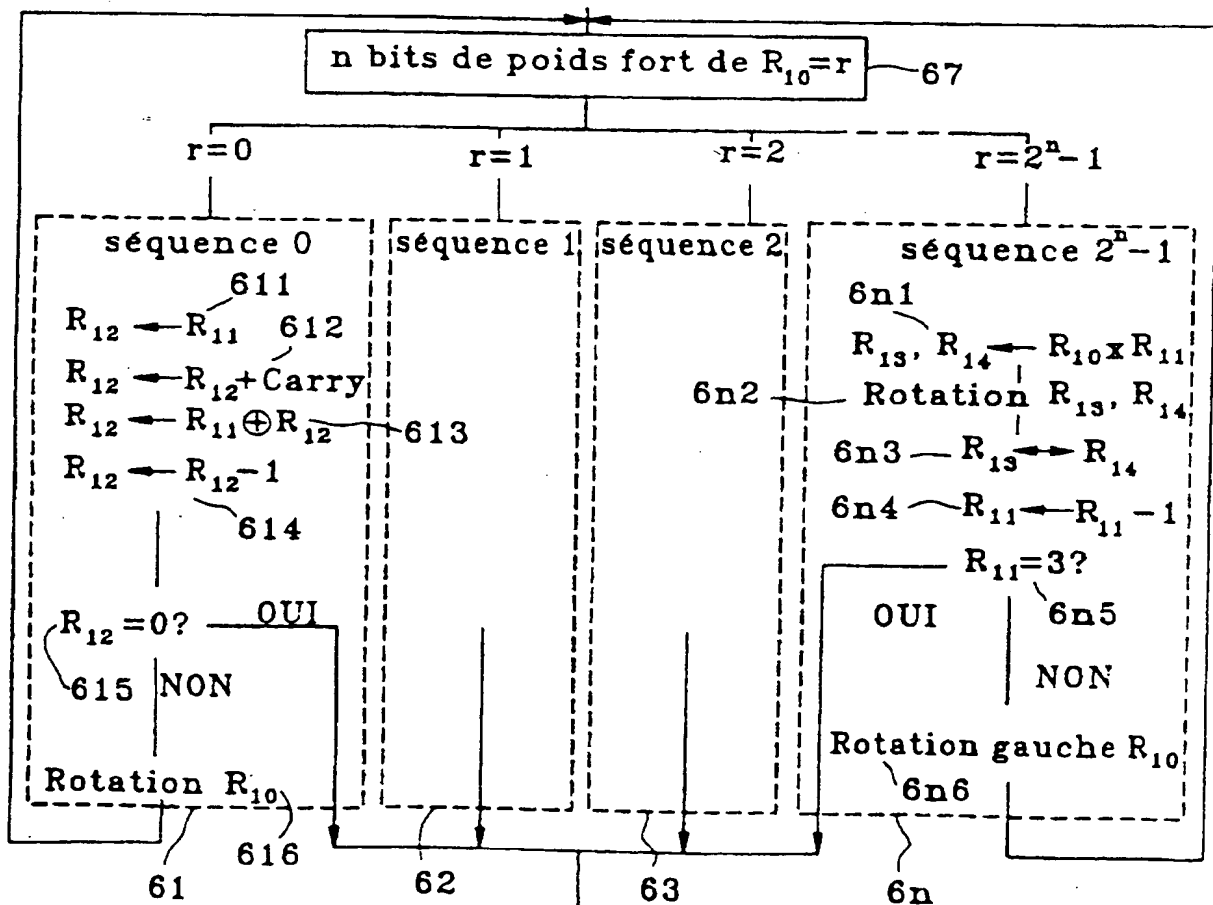 n bits de poids fort de R₁₀=r
67
r=0
r=1
r=2
r=2ⁿ-1
séquence 0
séquence 1
séquence 2
séquence 2ⁿ-1
611
R₁₂ ← R₁₁
612
R₁₂ ← R₁₂+Carry
R₁₂ ← R₁₁⊕R₁₂
613
R₁₂ ← R₁₂-1
614
R₁₂=0?
OUI
615
NON
Rotation R₁₀
616
61
62
63
6n1
R₁₃, R₁₄ ← R₁₀xR₁₁
6n2
Rotation R₁₃, R₁₄
6n3
R₁₃ ↔ R₁₄
6n4
R₁₁ ← R₁₁-1
R₁₁=3?
6n5
OUI
NON
Rotation gauche R₁₀
6n6
6n